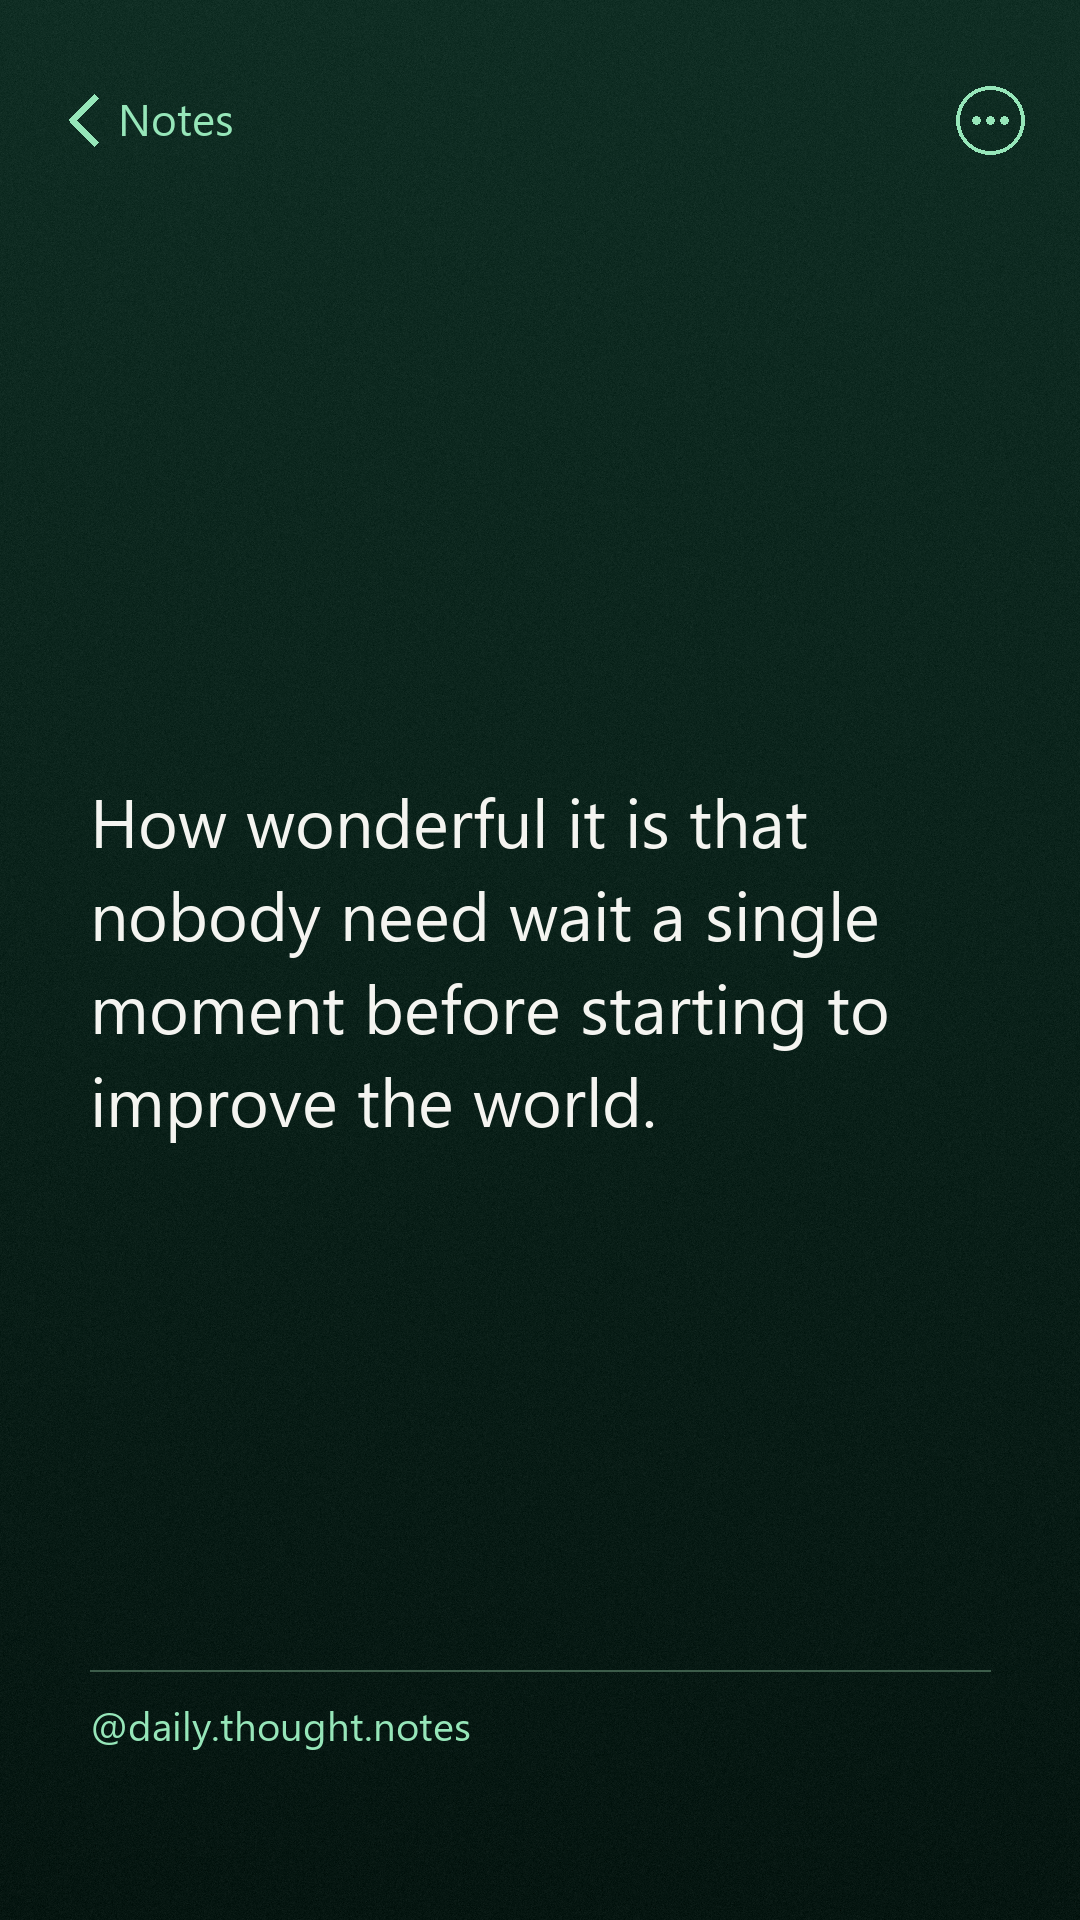 Notes
How wonderful it is that
nobody need wait a single
moment before starting to
improve the world.
@daily.thought.notes